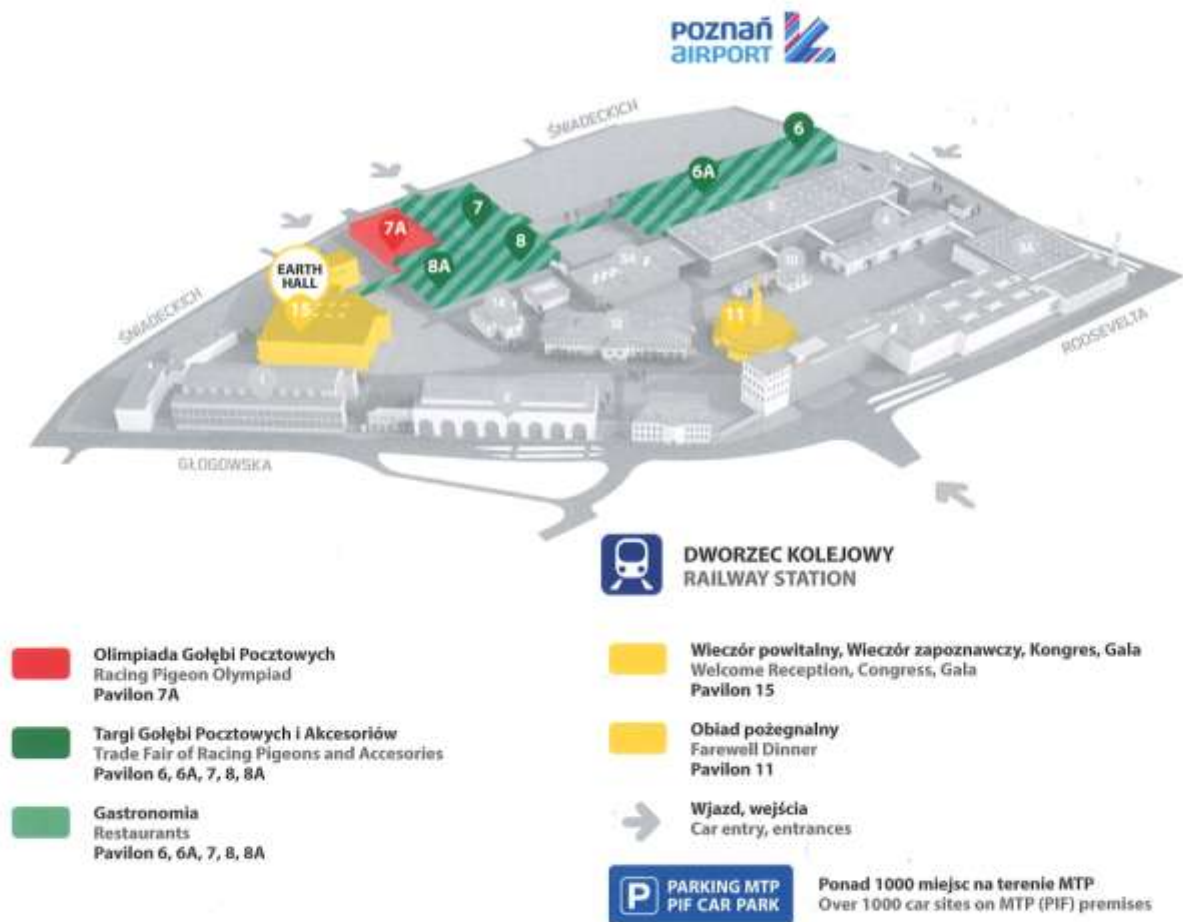 POZNAŃ
AIRPORT
ŚNIADECKICH
6
6A
7
7A
8
8A
EARTH
HALL
15
ŚNIADECKICH
11
10
14
ROOSEVELTA
GŁOGOWSKA
DWORZEC KOLEJOWY
RAILWAY STATION
Olimpiada Gołębi Pocztowych
Racing Pigeon Olympiad
Pavilon 7A
Targi Gołębi Pocztowych i Akcesoriów
Trade Fair of Racing Pigeons and Accesories
Pavilon 6, 6A, 7, 8, 8A
Gastronomia
Restaurants
Pavilon 6, 6A, 7, 8, 8A
Wieczór powitalny, Wieczór zapoznawczy, Kongres, Gala
Welcome Reception, Congress, Gala
Pavilon 15
Obiad pożegnalny
Farewell Dinner
Pavilon 11
Wjazd, wejścia
Car entry, entrances
P PARKING MTP
PIF CAR PARK
Ponad 1000 miejsc na terenie MTP
Over 1000 car sites on MTP (PIF) premises